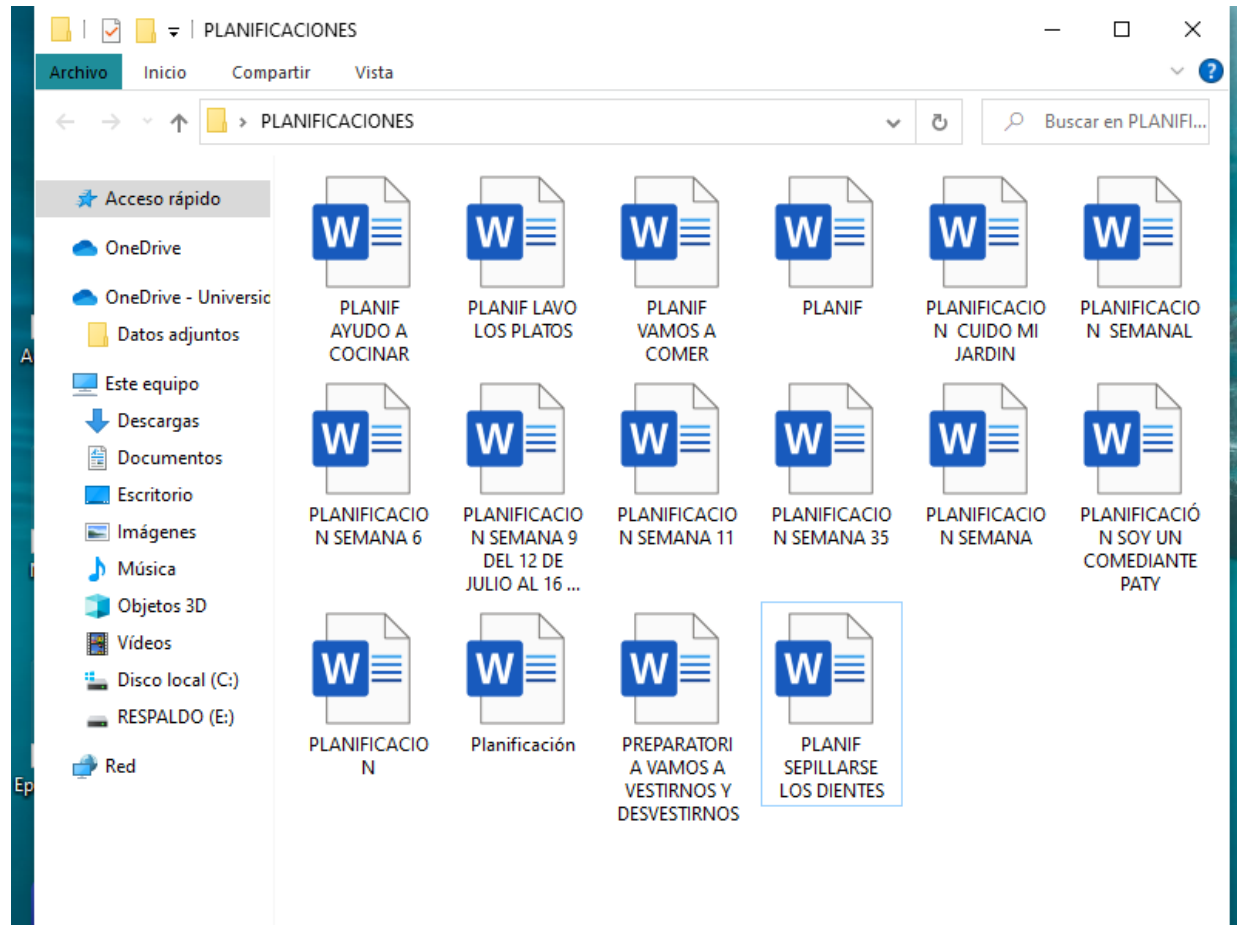 PLANIFICACIONES
Archivo Inicio Compartir Vista
PLANIFICACIONES
Buscar en PLANIFI...
Acceso rápido
OneDrive
OneDrive - Universic
Datos adjuntos
Este equipo
Descargas
Documentos
Escritorio
Imágenes
Música
Objetos 3D
Vídeos
Disco local (C:)
RESPALDO (E:)
Red
PLANIF
AYUDO A
COCINAR
PLANIF LAVO
LOS PLATOS
PLANIF
VAMOS A
COMER
PLANIF
PLANIFICACIO
N CUIDO MI
JARDIN
PLANIFICACIO
N SEMANAL
PLANIFICACIO
N SEMANA 6
PLANIFICACIO
N SEMANA 9
DEL 12 DE
JULIO AL 16 ...
PLANIFICACIO
N SEMANA 11
PLANIFICACIO
N SEMANA 35
PLANIFICACIO
N SEMANA
PLANIFICACIÓ
N SOY UN
COMEDIANTE
PATY
PLANIFICACIO
N
Planificación
PREPARATORI
A VAMOS A
VESTIRNOS Y
DESVESTIRNOS
PLANIF
SEPILLARSE
LOS DIENTES
A
Ep